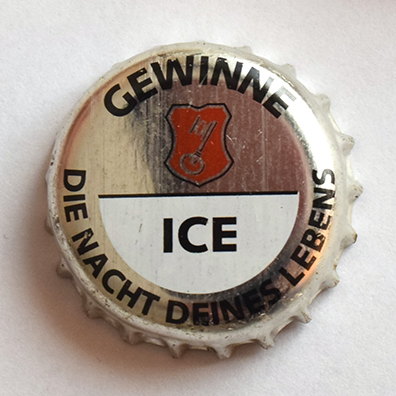 GEWINNE
ICE
DIE NACHT DEINES LEBENS